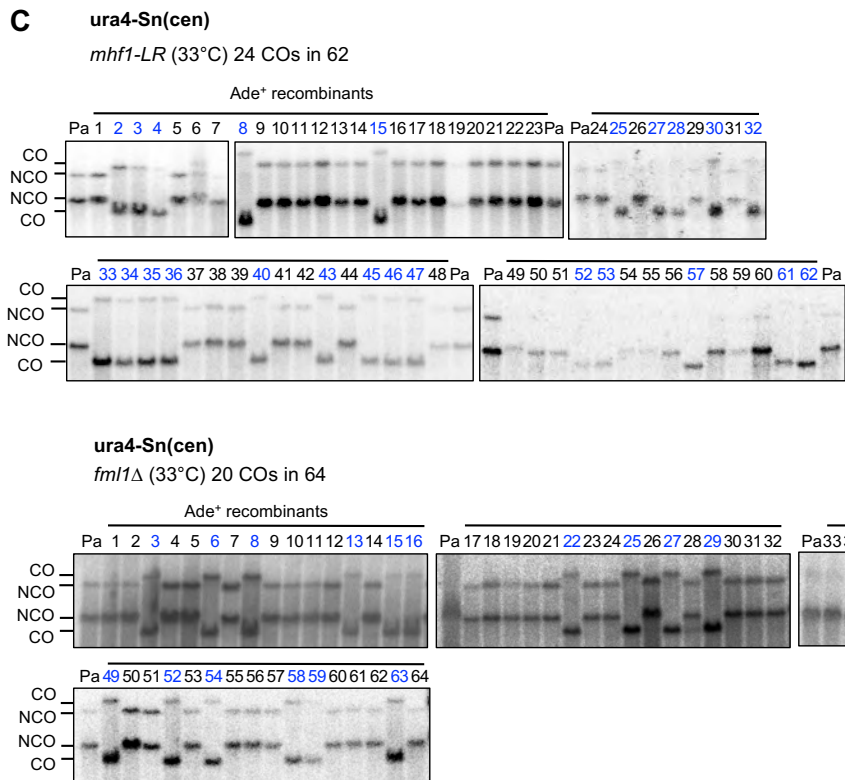 C
ura4-Sn(cen)
mhf1-LR (33°C) 24 COs in 62
Ade⁺ recombinants
Pa 1 2 3 4 5 6 7 8 9 10 11 12 13 14 15 16 17 18 19 20 21 22 23 Pa Pa 24 25 26 27 28 29 30 31 32
CO
NCO
NCO
CO
Pa 33 34 35 36 37 38 39 40 41 42 43 44 45 46 47 48 Pa Pa 49 50 51 52 53 54 55 56 57 58 59 60 61 62 Pa
CO
NCO
NCO
CO
ura4-Sn(cen)
fml1Δ (33°C) 20 COs in 64
Ade⁺ recombinants
Pa 1 2 3 4 5 6 7 8 9 10 11 12 13 14 15 16 Pa 17 18 19 20 21 22 23 24 25 26 27 28 29 30 31 32 Pa 33
CO
NCO
NCO
CO
Pa 49 50 51 52 53 54 55 56 57 58 59 60 61 62 63 64
CO
NCO
NCO
CO